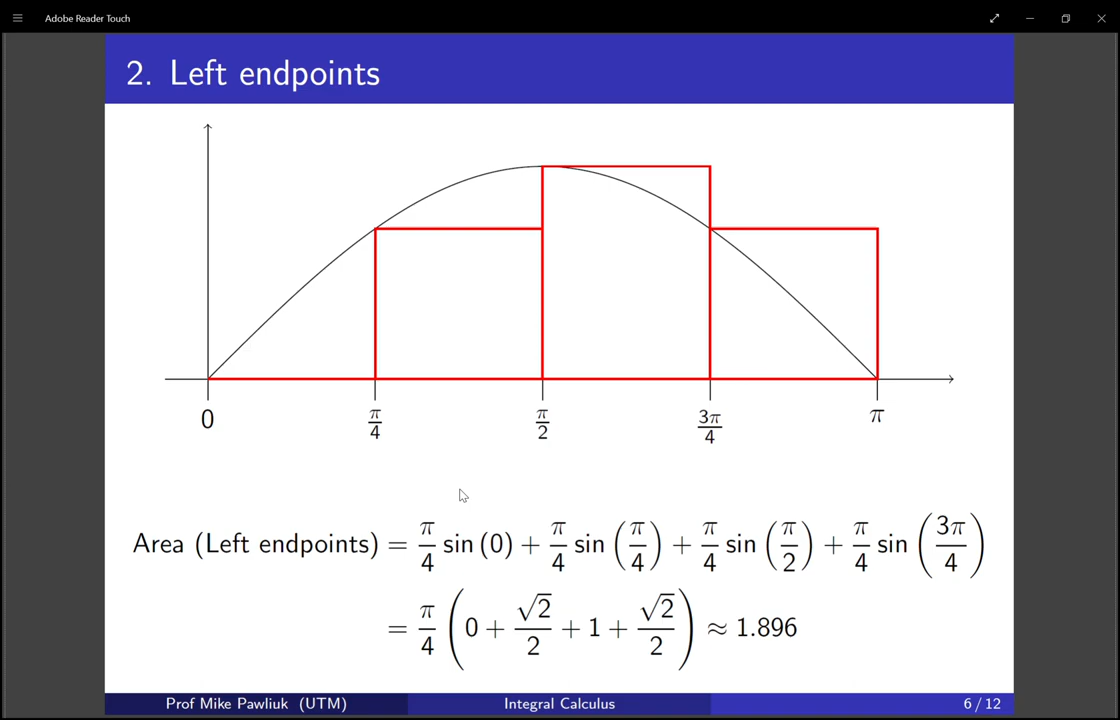 Adobe Reader Touch
2. Left endpoints
0 π/4 π/2 3π/4 π
Area (Left endpoints) = π/4 sin (0) + π/4 sin (π/4) + π/4 sin (π/2) + π/4 sin (3π/4)
= π/4 (0 + √2/2 + 1 + √2/2) ≈ 1.896
Prof Mike Pawliuk (UTM) Integral Calculus 6 / 12